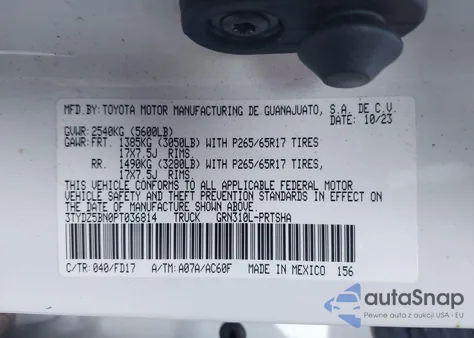 MFD.BY:TOYOTA MOTOR MANUFACTURING DE GUANAJUATO, S.A. DE C.V.
DATE: 10/23
GVWR:2540KG (5600LB)
GAWR:FRT. 1385KG (3050LB) WITH P265/65R17 TIRES
17X7.5J RIMS.
RR. 1490KG (3280LB) WITH P265/65R17 TIRES,
17X7.5J RIMS.
THIS VEHICLE CONFORMS TO ALL APPLICABLE FEDERAL MOTOR
VEHICLE SAFETY AND THEFT PREVENTION STANDARDS IN EFFECT ON
THE DATE OF MANUFACTURE SHOWN ABOVE.
3TYDZ5BN0PT036814 TRUCK GRN310L-PRTSHA
C/TR:040/FD17 A/TM:A07A/AC60F MADE IN MEXICO 156
autoSnap
Pewne auta z aukcji USA - EU